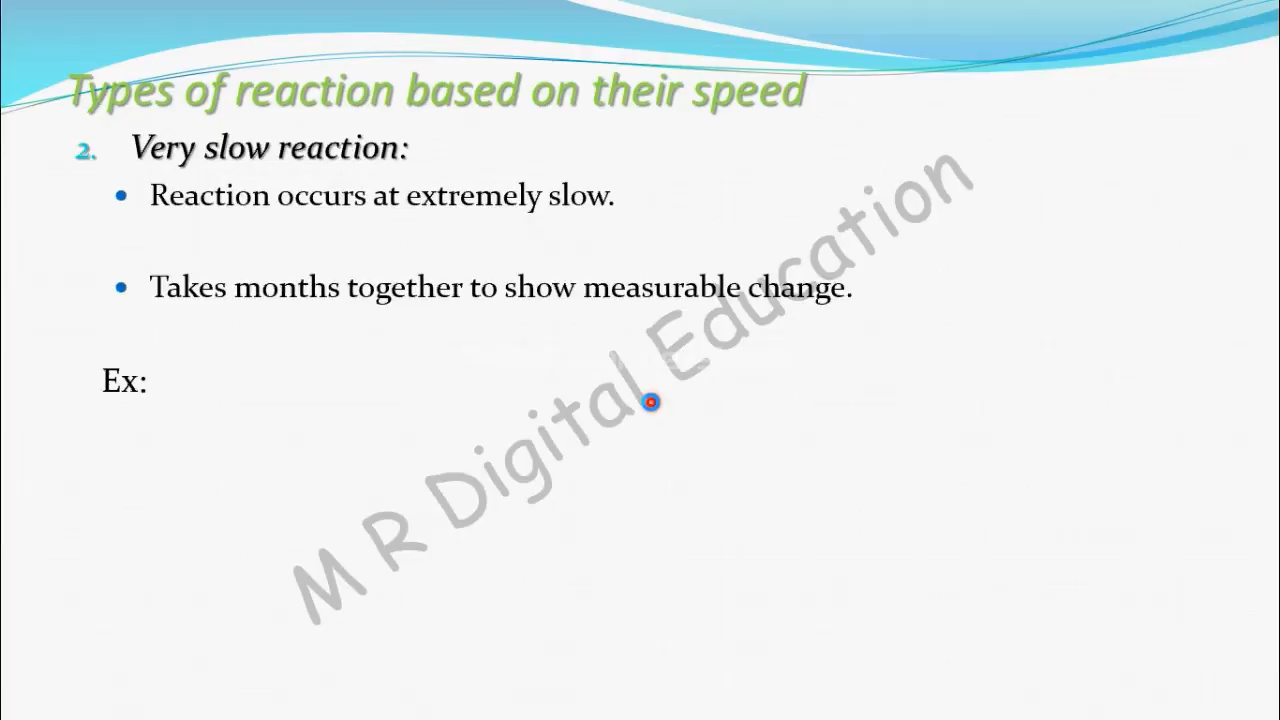 Types of reaction based on their speed
2. Very slow reaction:
• Reaction occurs at extremely slow.
• Takes months together to show measurable change.
Ex:
M R Digital Education